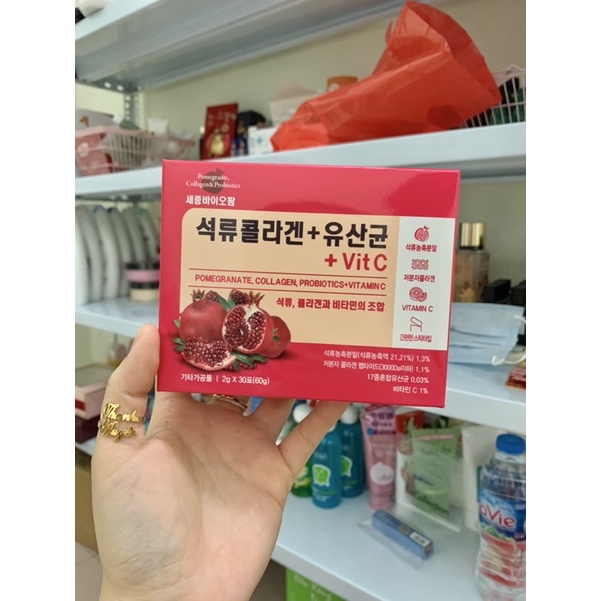 Pomegranate,
Collagen&Probiotics
세종바이오팜
석류콜라겐+유산균
+ Vit C
POMEGRANATE, COLLAGEN, PROBIOTICS+VITAMIN C
석류, 콜라겐과 비타민의 조합
석류농축분말
저분자콜라겐
VITAMIN C
간편한 스틱타입
석류농축분말(석류농축액 21.21%) 1.3%
저분자 콜라겐 펩타이드(3000Da이하) 1.1%
17종혼합유산균 0.03%
비타민 C 1%
기타가공품 | 2g X 30포(60g)
aVie